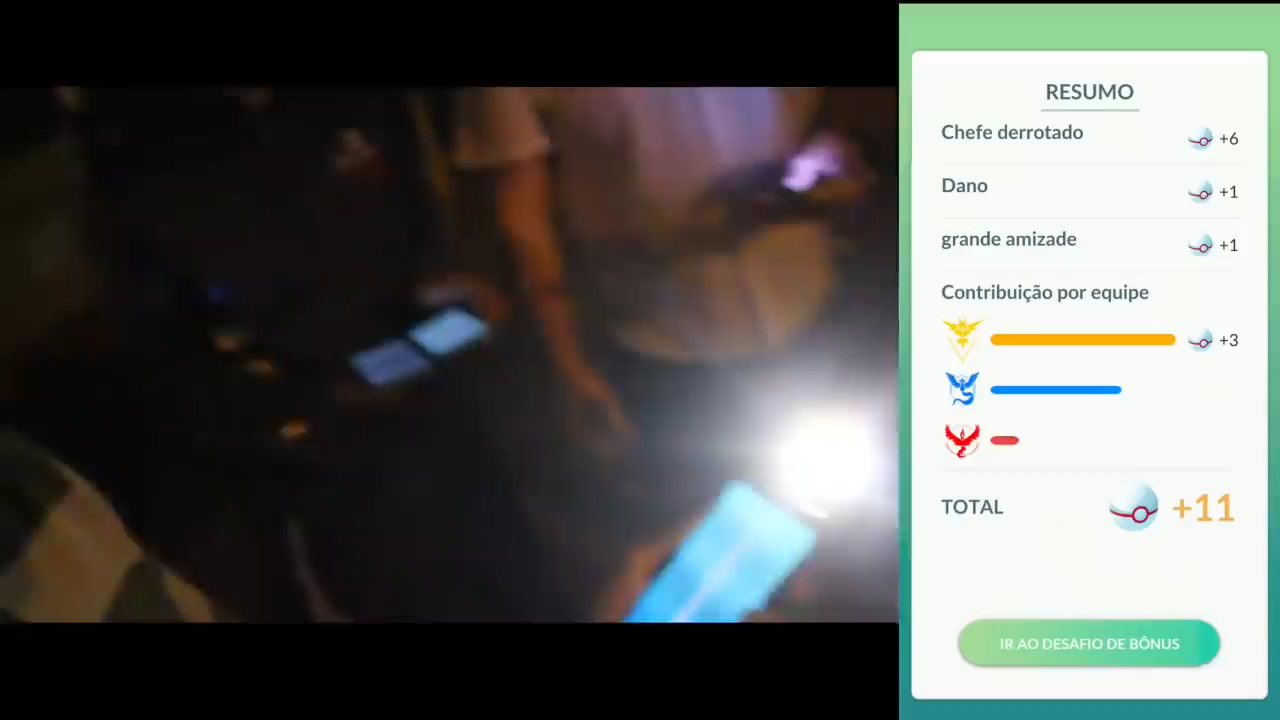 RESUMO
Chefe derrotado +6
Dano +1
grande amizade +1
Contribuição por equipe
+3
TOTAL +11
IR AO DESAFIO DE BÔNUS